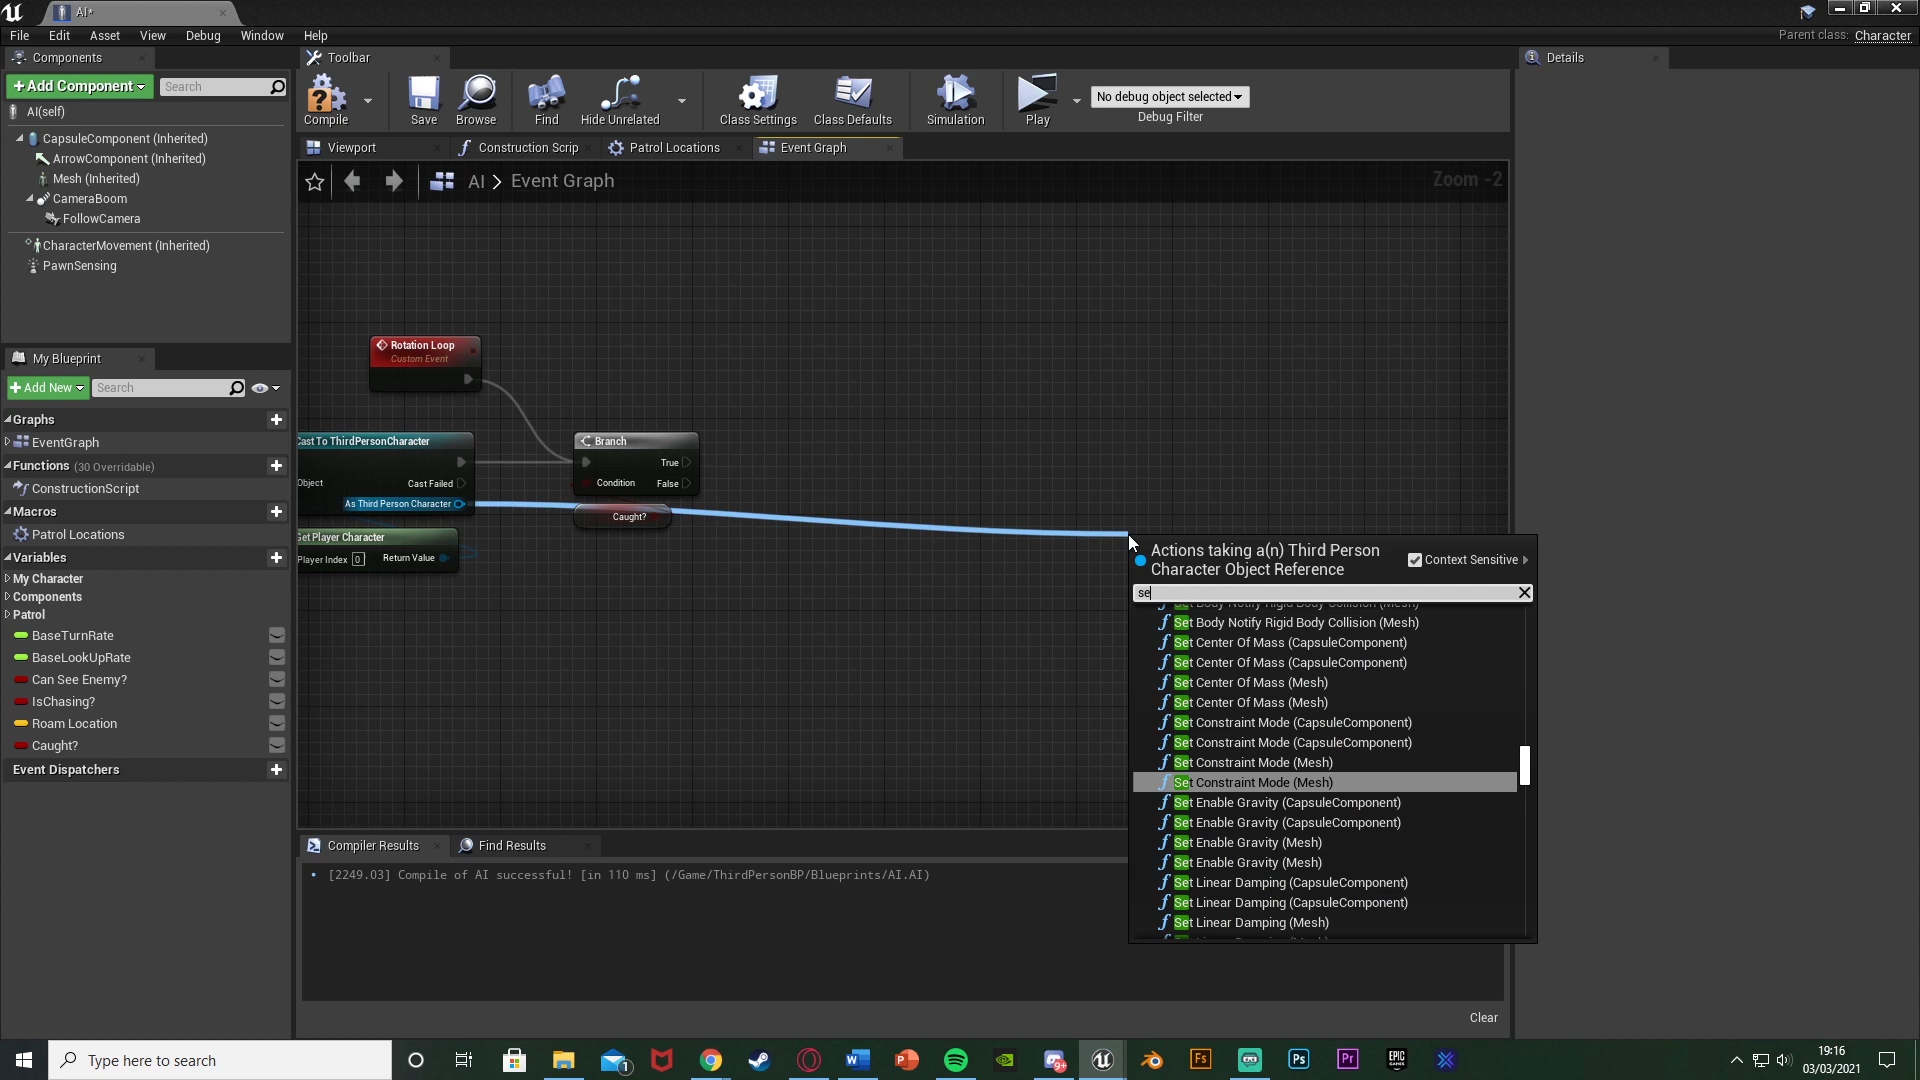 AI*
File Edit Asset View Debug Window Help
Parent class: Character
Components
Toolbar
Details
+Add Component
Search
AI(self)
CapsuleComponent (Inherited)
ArrowComponent (Inherited)
Mesh (Inherited)
CameraBoom
FollowCamera
CharacterMovement (Inherited)
PawnSensing
Compile
Save
Browse
Find
Hide Unrelated
Class Settings
Class Defaults
Simulation
Play
No debug object selected
Debug Filter
Viewport
Construction Scrip
Patrol Locations
Event Graph
AI > Event Graph
Zoom -2
My Blueprint
+Add New
Search
Graphs
EventGraph
Functions (30 Overridable)
ConstructionScript
Macros
Patrol Locations
Variables
My Character
Components
Patrol
BaseTurnRate
BaseLookUpRate
Can See Enemy?
IsChasing?
Roam Location
Caught?
Event Dispatchers
Rotation Loop
Custom Event
Cast To ThirdPersonCharacter
Object
Cast Failed
As Third Person Character
Get Player Character
Player Index 0
Return Value
Branch
True
Condition
False
Caught?
Actions taking a(n) Third Person
Character Object Reference
Context Sensitive
se
Set Body Notify Rigid Body Collision (Mesh)
Set Body Notify Rigid Body Collision (Mesh)
Set Center Of Mass (CapsuleComponent)
Set Center Of Mass (CapsuleComponent)
Set Center Of Mass (Mesh)
Set Center Of Mass (Mesh)
Set Constraint Mode (CapsuleComponent)
Set Constraint Mode (CapsuleComponent)
Set Constraint Mode (Mesh)
Set Constraint Mode (Mesh)
Set Enable Gravity (CapsuleComponent)
Set Enable Gravity (CapsuleComponent)
Set Enable Gravity (Mesh)
Set Enable Gravity (Mesh)
Set Linear Damping (CapsuleComponent)
Set Linear Damping (CapsuleComponent)
Set Linear Damping (Mesh)
Compiler Results
Find Results
[2249.03] Compile of AI successful! [in 110 ms] (/Game/ThirdPersonBP/Blueprints/AI.AI)
Clear
Type here to search
19:16
03/03/2021